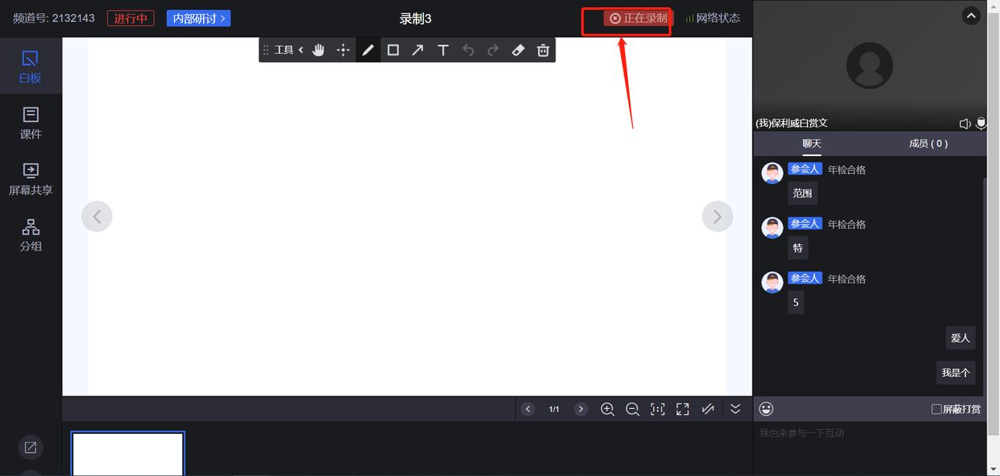 频道号: 2132143 进行中 内部研讨 > 录制3 正在录制 网络状态
工具
白板
课件
屏幕共享
分组
(我)保利威白赏文
聊天 成员 ( 0 )
参会人 年检合格
范围
参会人 年检合格
特
参会人 年检合格
5
爱人
我是个
1/1
屏蔽打赏
我也来参与一下互动